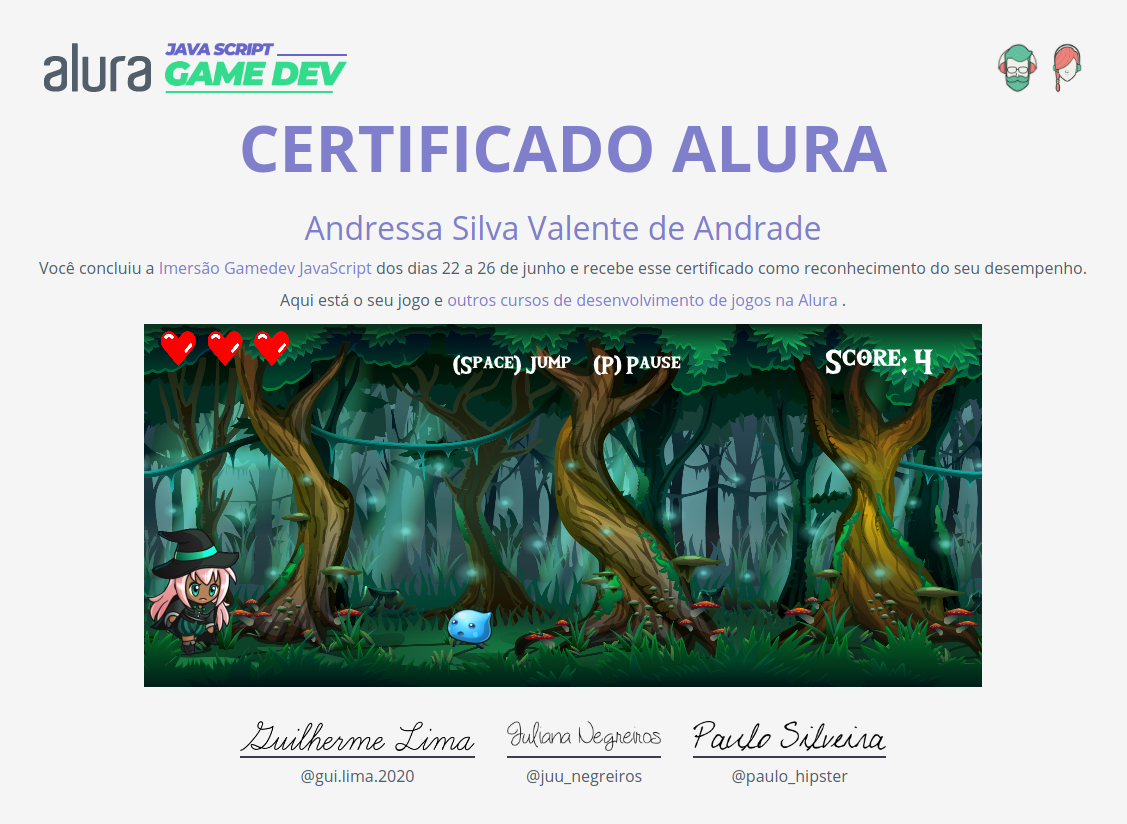 alura JAVA SCRIPT
GAME DEV
CERTIFICADO ALURA
Andressa Silva Valente de Andrade
Você concluiu a Imersão Gamedev JavaScript dos dias 22 a 26 de junho e recebe esse certificado como reconhecimento do seu desempenho.
Aqui está o seu jogo e outros cursos de desenvolvimento de jogos na Alura .
(Space) Jump (P) Pause Score: 4
Guilherme Lima Juliana Negreiros Paulo Silveira
@gui.lima.2020 @juu_negreiros @paulo_hipster